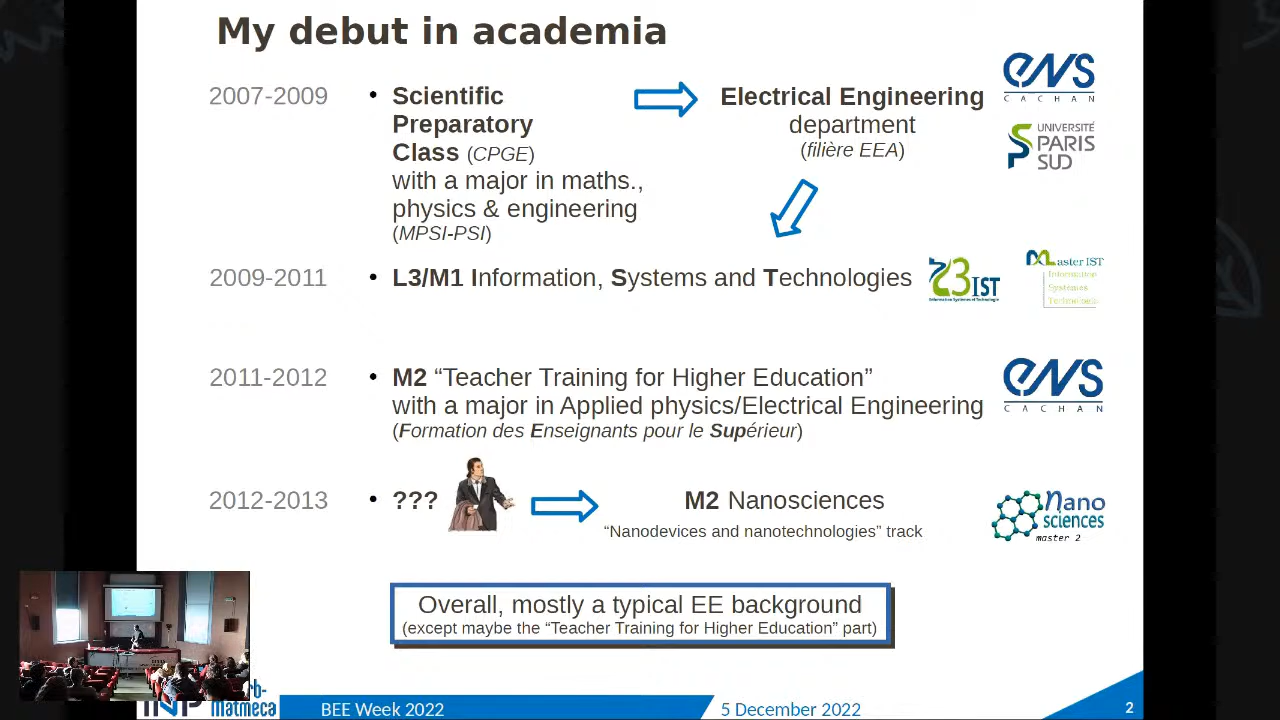 My debut in academia
2007-2009
• Scientific
Preparatory
Class (CPGE)
with a major in maths.,
physics & engineering
(MPSI-PSI)
Electrical Engineering
department
(filière EEA)
ens
CACHAN
UNIVERSITÉ
PARIS
SUD
2009-2011
• L3/M1 Information, Systems and Technologies
L3 IST
Information Systèmes et Technologie
Master IST
Information
Systèmes
Technologie
2011-2012
• M2 “Teacher Training for Higher Education”
with a major in Applied physics/Electrical Engineering
(Formation des Enseignants pour le Supérieur)
ens
CACHAN
2012-2013
• ???
M2 Nanosciences
“Nanodevices and nanotechnologies” track
nano
sciences
master 2
Overall, mostly a typical EE background
(except maybe the “Teacher Training for Higher Education” part)
matmeca
BEE Week 2022
5 December 2022
2